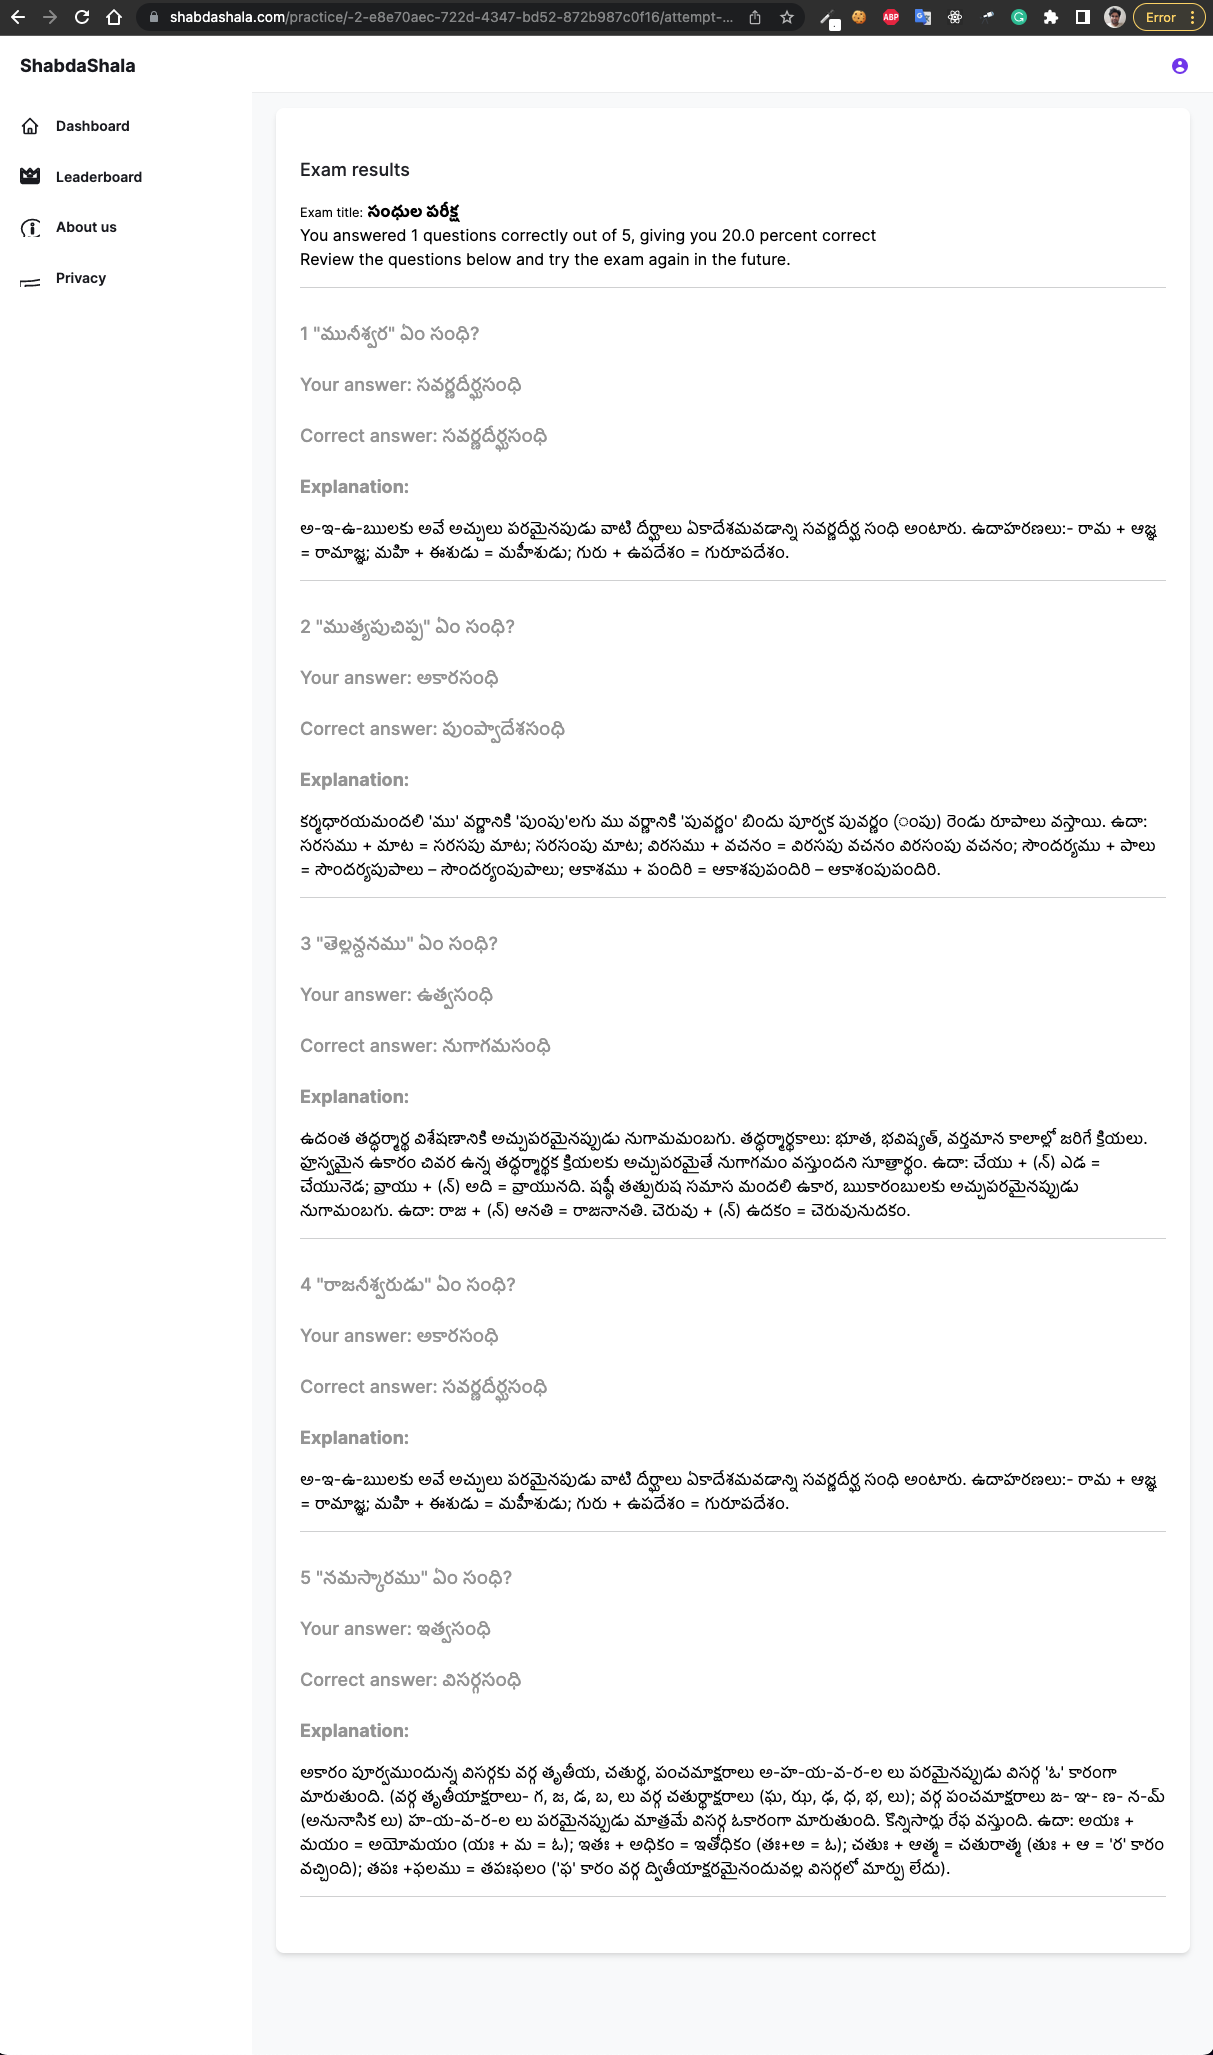 shabdashala.com/practice/-2-e8e70aec-722d-4347-bd52-872b987c0f16/attempt-...
ABP
Error
ShabdaShala
Dashboard
Leaderboard
About us
Privacy
Exam results
Exam title: సంధుల పరీక్ష
You answered 1 questions correctly out of 5, giving you 20.0 percent correct
Review the questions below and try the exam again in the future.
1 "మునీశ్వర" ఏం సంధి?
Your answer: సవర్ణదీర్ఘసంధి
Correct answer: సవర్ణదీర్ఘసంధి
Explanation:
అ-ఇ-ఉ-ఋలకు అవే అచ్చులు పరమైనపుడు వాటి దీర్ఘాలు ఏకాదేశమవడాన్ని సవర్ణదీర్ఘ సంధి అంటారు. ఉదాహరణలు:- రామ + ఆజ్ఞ
= రామాజ్ఞ; మహి + ఈశుడు = మహీశుడు; గురు + ఉపదేశం = గురూపదేశం.
2 "ముత్యపుచిప్ప" ఏం సంధి?
Your answer: అకారసంధి
Correct answer: పుంప్వాదేశసంధి
Explanation:
కర్మధారయమందలి 'ము' వర్ణానికి 'పుంపు'లగు ము వర్ణానికి 'పువర్ణం' బిందు పూర్వక పువర్ణం (ంపు) రెండు రూపాలు వస్తాయి. ఉదా:
సరసము + మాట = సరసపు మాట; సరసంపు మాట; విరసము + వచనం = విరసపు వచనం విరసంపు వచనం; సౌందర్యము + పాలు
= సౌందర్యపుపాలు – సౌందర్యంపుపాలు; ఆకాశము + పందిరి = ఆకాశపుపందిరి – ఆకాశంపుపందిరి.
3 "తెల్లన్దనము" ఏం సంధి?
Your answer: ఉత్వసంధి
Correct answer: నుగాగమసంధి
Explanation:
ఉదంత తద్ధర్మార్థ విశేషణానికి అచ్చుపరమైనప్పుడు నుగామమంబగు. తద్ధర్మార్థకాలు: భూత, భవిష్యత్, వర్తమాన కాలాల్లో జరిగే క్రియలు.
హ్రస్వమైన ఉకారం చివర ఉన్న తద్ధర్మార్థక క్రియలకు అచ్చుపరమైతే నుగాగమం వస్తుందని సూత్రార్థం. ఉదా: చేయు + (న్) ఎడ =
చేయునెడ; వ్రాయు + (న్) అది = వ్రాయునది. షష్ఠీ తత్పురుష సమాస మందలి ఉకార, ఋకారంబులకు అచ్చుపరమైనప్పుడు
నుగామంబగు. ఉదా: రాజు + (న్) ఆనతి = రాజునానతి. చెరువు + (న్) ఉదకం = చెరువునుదకం.
4 "రాజనీశ్వరుడు" ఏం సంధి?
Your answer: అకారసంధి
Correct answer: సవర్ణదీర్ఘసంధి
Explanation:
అ-ఇ-ఉ-ఋలకు అవే అచ్చులు పరమైనపుడు వాటి దీర్ఘాలు ఏకాదేశమవడాన్ని సవర్ణదీర్ఘ సంధి అంటారు. ఉదాహరణలు:- రామ + ఆజ్ఞ
= రామాజ్ఞ; మహి + ఈశుడు = మహీశుడు; గురు + ఉపదేశం = గురూపదేశం.
5 "నమస్కారము" ఏం సంధి?
Your answer: ఇత్వసంధి
Correct answer: విసర్గసంధి
Explanation:
అకారం పూర్వముందున్న విసర్గకు వర్గ తృతీయ, చతుర్థ, పంచమాక్షరాలు అ-హ-య-వ-ర-ల లు పరమైనప్పుడు విసర్గ 'ఓ' కారంగా
మారుతుంది. (వర్గ తృతీయాక్షరాలు- గ, జ, డ, బ, లు వర్గ చతుర్థాక్షరాలు (ఘ, ఝ, ఢ, ధ, భ, లు); వర్గ పంచమాక్షరాలు ఙ- ఞ- ణ- న-మ్
(అనునాసిక లు) హ-య-వ-ర-ల లు పరమైనప్పుడు మాత్రమే విసర్గ ఓకారంగా మారుతుంది. కొన్నిసార్లు రేఫ వస్తుంది. ఉదా: అయః +
మయం = అయోమయం (యః + మ = ఓ); ఇతః + అధికం = ఇతోధికం (తః+అ = ఓ); చతుః + ఆత్మ = చతురాత్మ (తుః + ఆ = 'ర' కారం
వచ్చింది); తపః +ఫలము = తపఃఫలం ('ఫ' కారం వర్గ ద్వితీయాక్షరమైనందువల్ల విసర్గలో మార్పు లేదు).